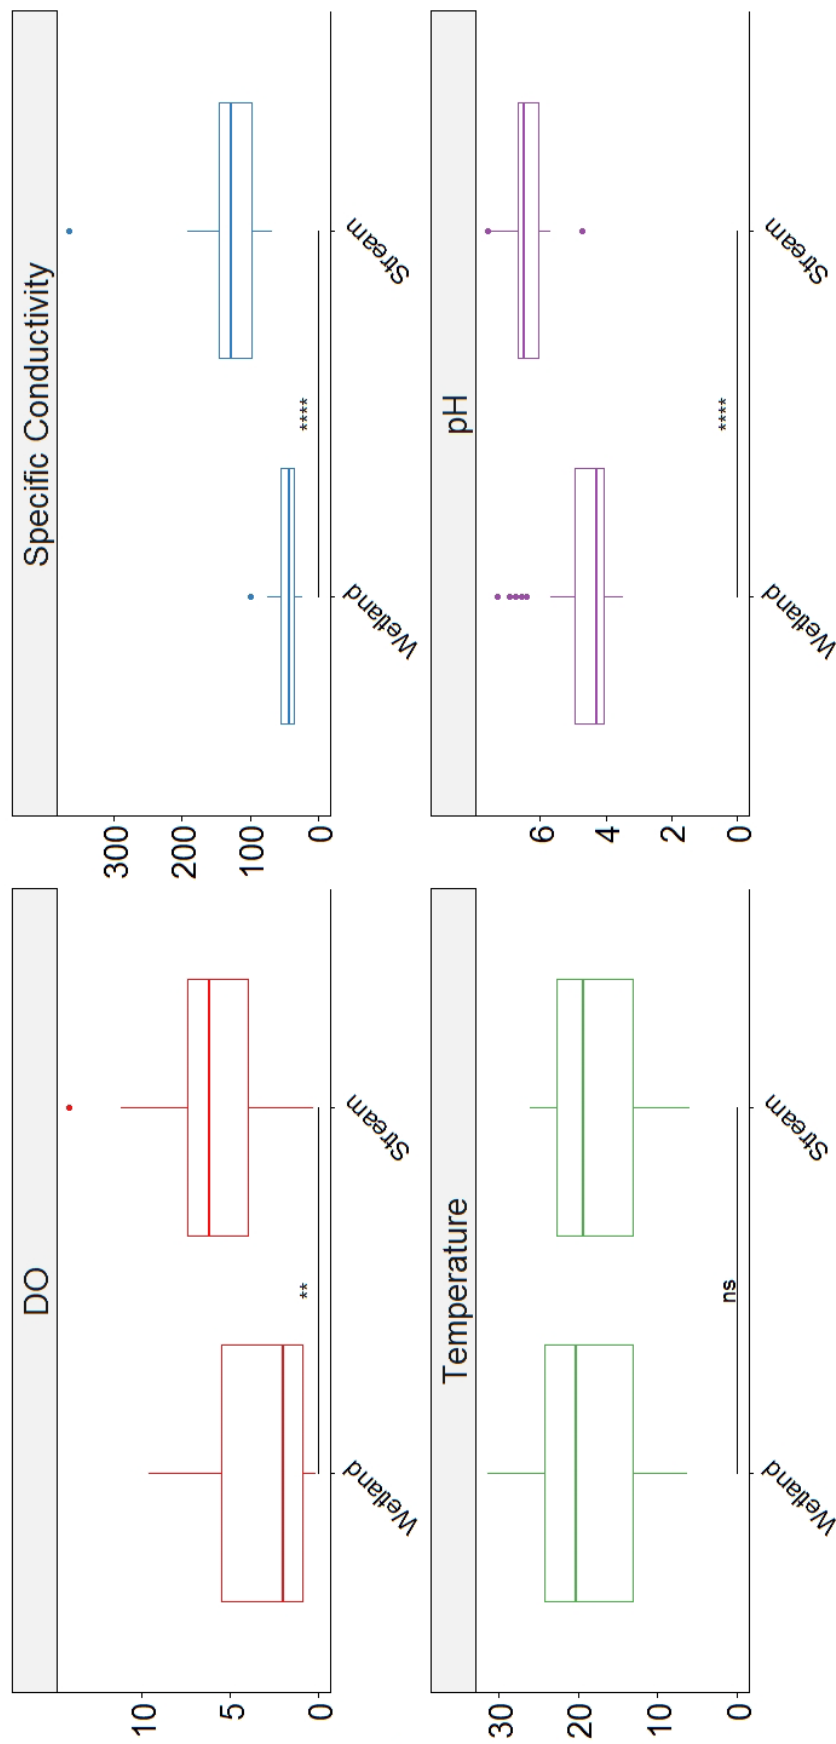 DO
10
5
0
**
Wetland
Stream
Specific Conductivity
300
200
100
0
****
Wetland
Stream
Temperature
30
20
10
0
ns
Wetland
Stream
pH
6
4
2
0
****
Wetland
Stream